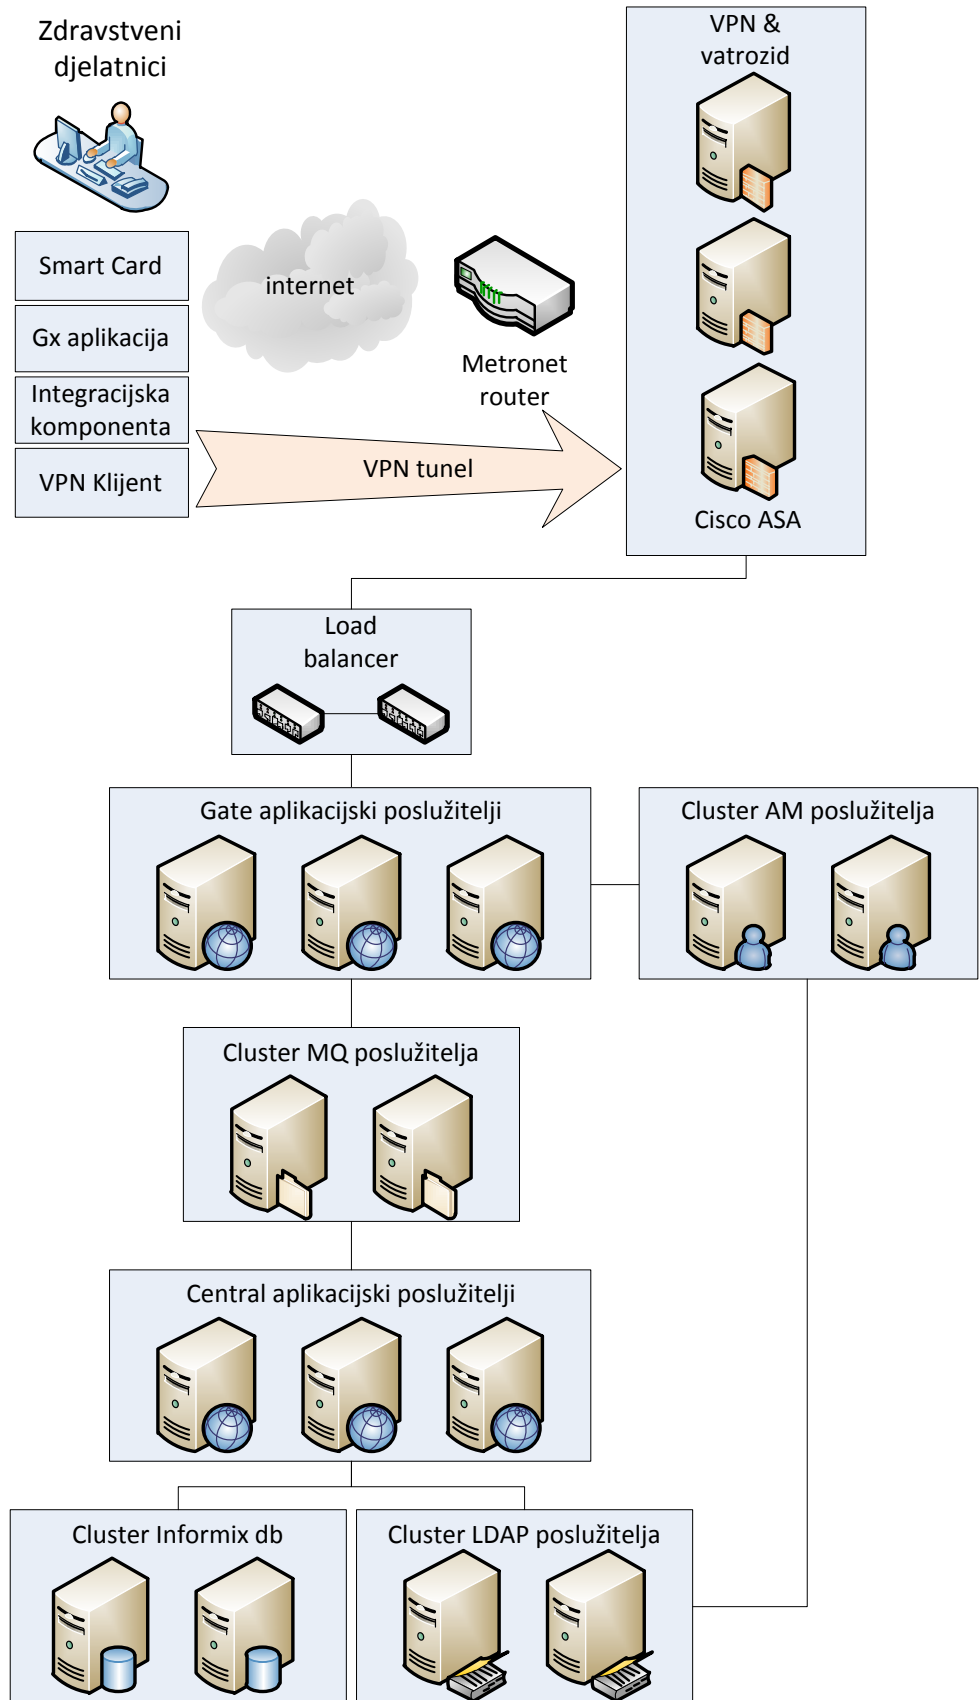 Zdravstveni
djelatnici
VPN &
vatrozid
Smart Card
Gx aplikacija
Integracijska
komponenta
VPN Klijent
internet
Metronet
router
VPN tunel
Cisco ASA
Load
balancer
Gate aplikacijski poslužitelji
Cluster AM poslužitelja
Cluster MQ poslužitelja
Central aplikacijski poslužitelji
Cluster Informix db
Cluster LDAP poslužitelja